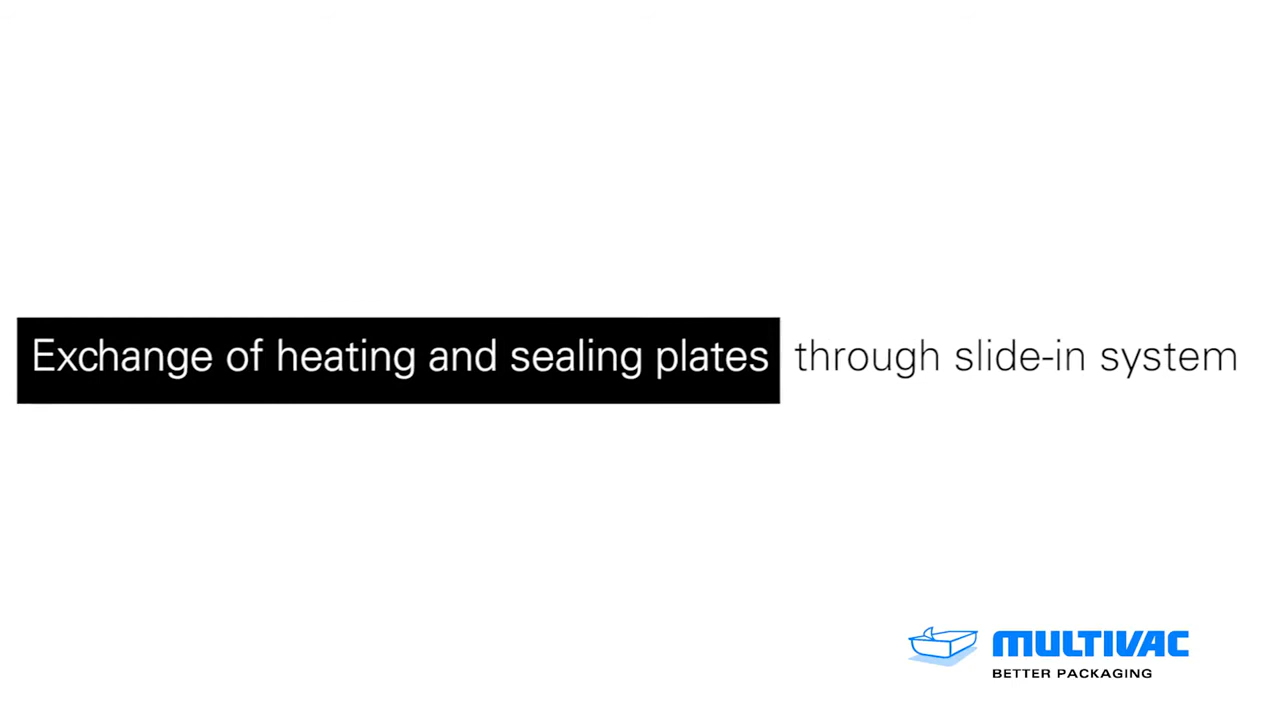 Exchange of heating and sealing plates through slide-in system
MULTIVAC
BETTER PACKAGING